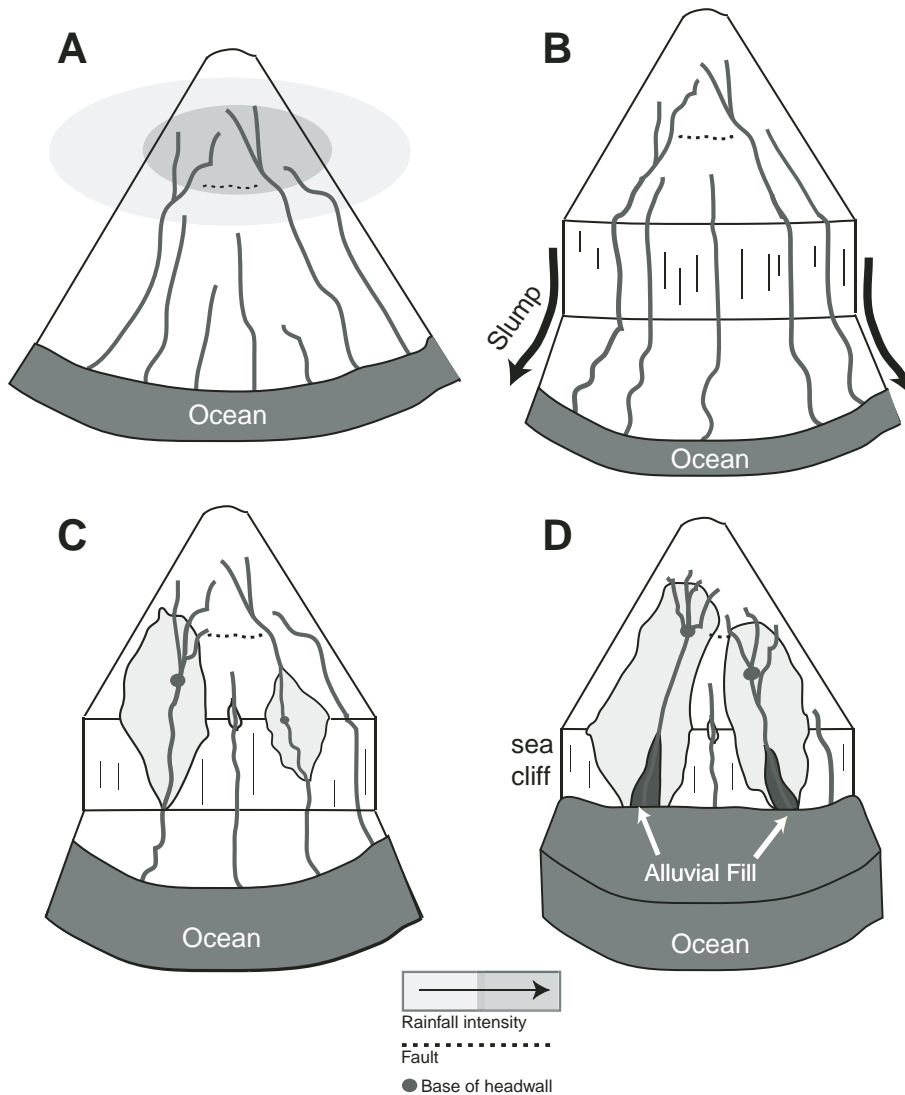 A
B
Slump
Ocean
Ocean
C
D
sea
cliff
Alluvial Fill
Ocean
Ocean
Rainfall intensity
Fault
Base of headwall